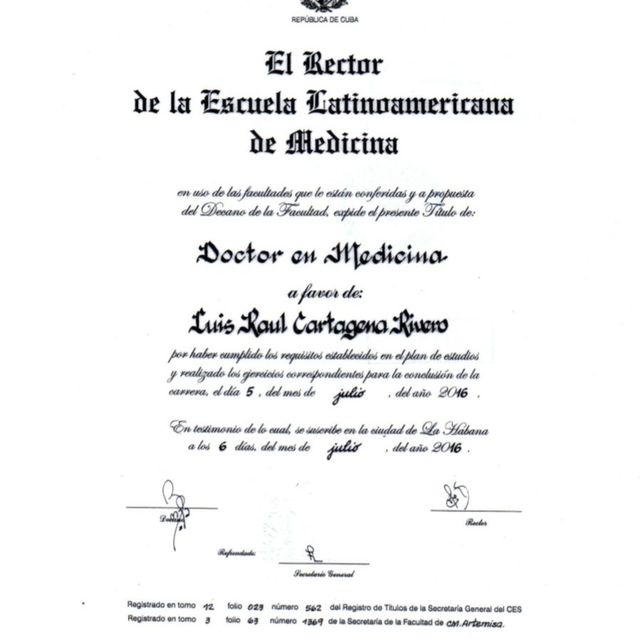 REPÚBLICA DE CUBA
El Rector
de la Escuela Latinoamericana
de Medicina
en uso de las facultades que le están conferidas y a propuesta
del Decano de la Facultad, expide el presente Título de:
Doctor en Medicina
a favor de:
Luis Raul Cartagena Rivero
por haber cumplido los requisitos establecidos en el plan de estudios
y realizado los ejercicios correspondientes para la conclusión de la
carrera, el día 5, del mes de julio, del año 2016.
En testimonio de lo cual, se suscribe en la ciudad de La Habana
a los 6 días, del mes de julio, del año 2016.
Decano
Rector
Refrendado:
Secretario General
Registrado en tomo 12 folio 023 número 562 del Registro de Títulos de la Secretaría General del CES
Registrado en tomo 3 folio 63 número 1369 de la Secretaría de la Facultad de CM. Artemisa.